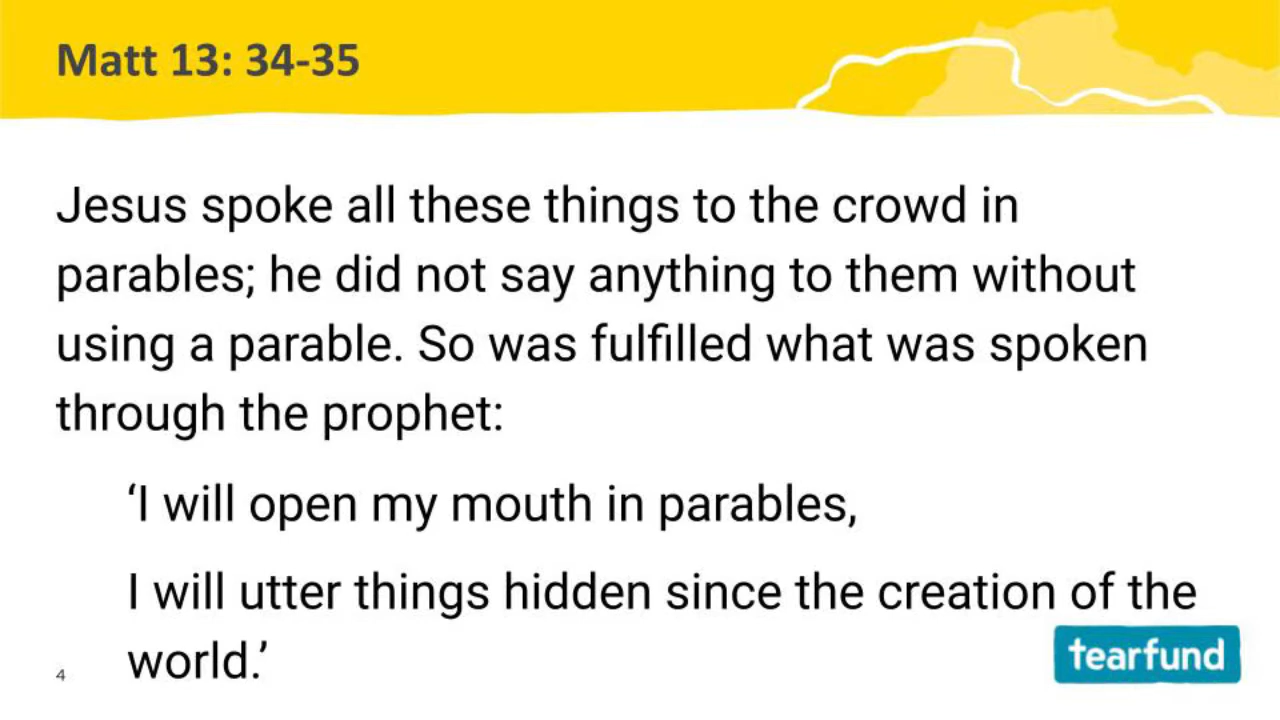 Matt 13: 34-35
Jesus spoke all these things to the crowd in
parables; he did not say anything to them without
using a parable. So was fulfilled what was spoken
through the prophet:
‘I will open my mouth in parables,
I will utter things hidden since the creation of the
world.’
4
tearfund